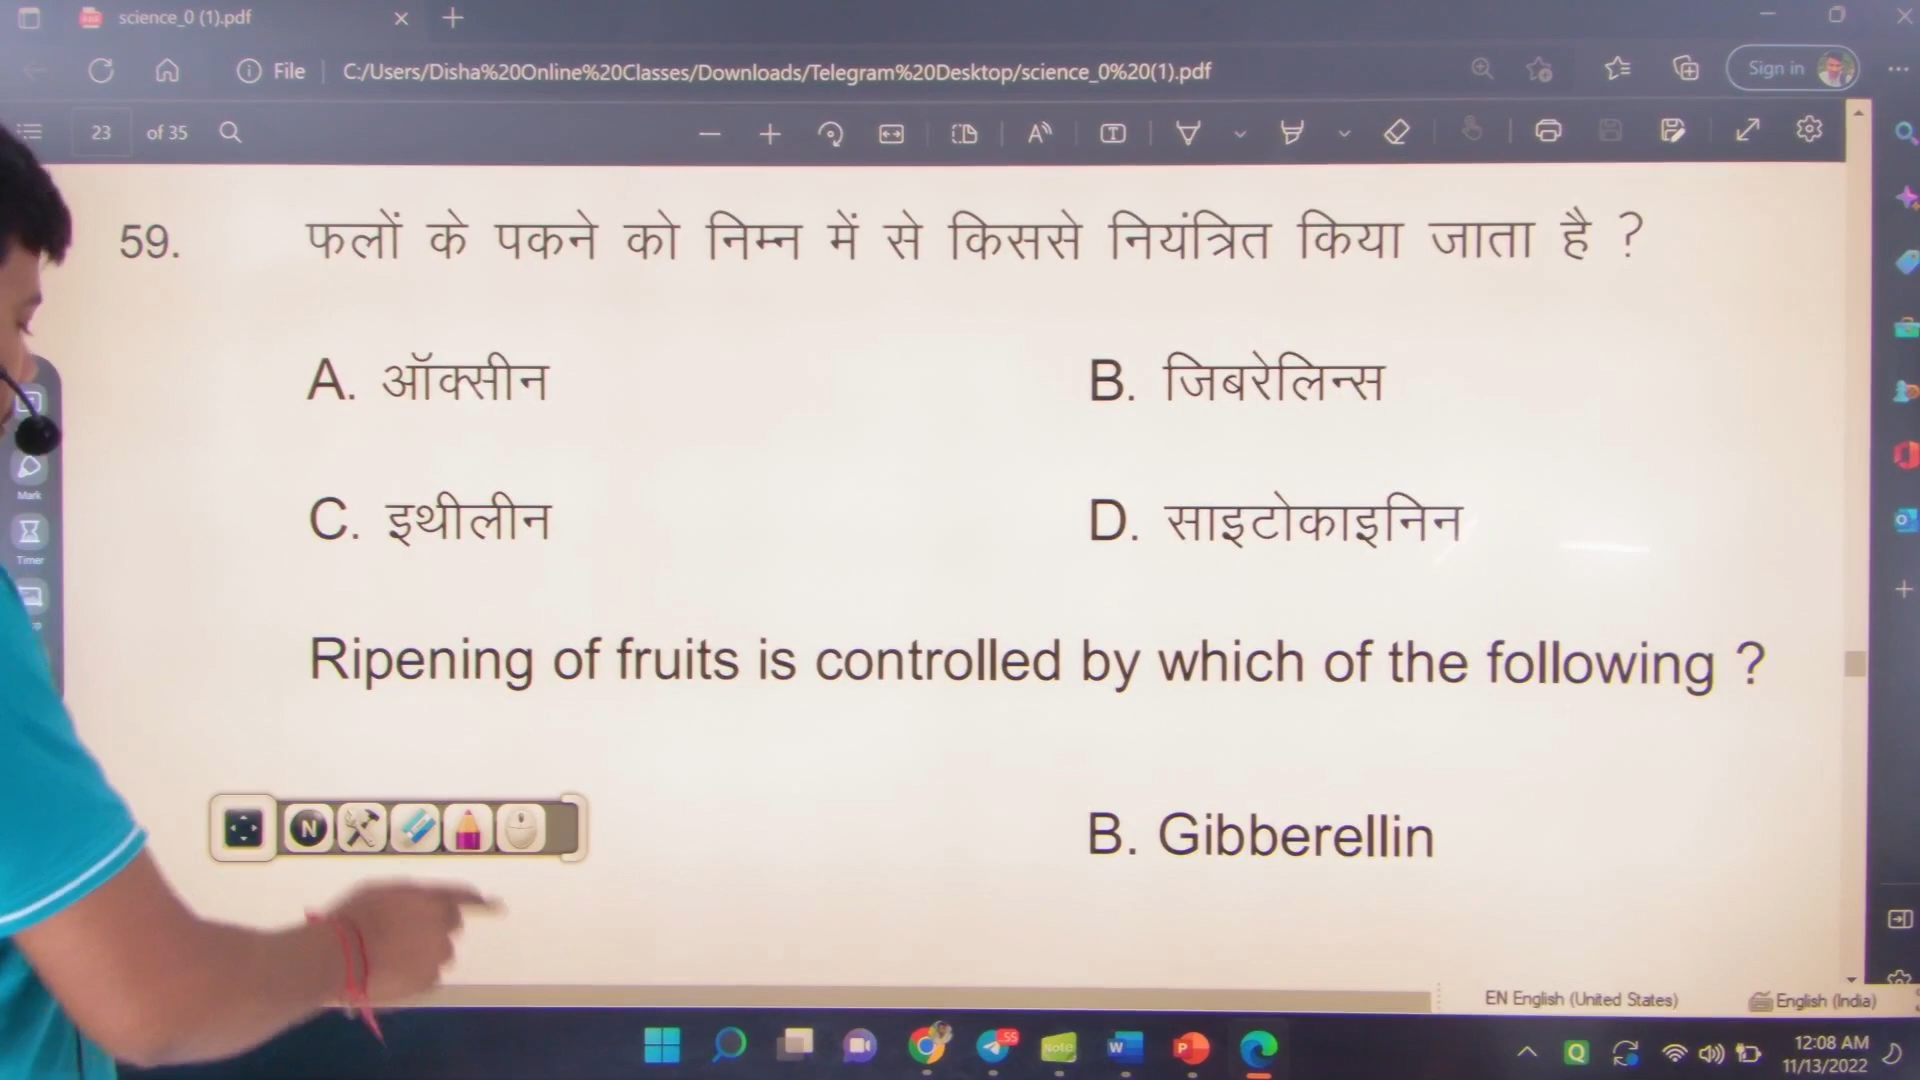 science_0 (1).pdf
File C:/Users/Disha%20Online%20Classes/Downloads/Telegram%20Desktop/science_0%20(1).pdf Sign in
23 of 35
59. फलों के पकने को निम्न में से किससे नियंत्रित किया जाता है ?
A. ऑक्सीन B. जिबरेलिन्स
Mark
C. इथीलीन D. साइटोकाइनिन
Timer
Ripening of fruits is controlled by which of the following ?
N
B. Gibberellin
EN English (United States) English (India)
55
Note
W
P
Q
12:08 AM
11/13/2022